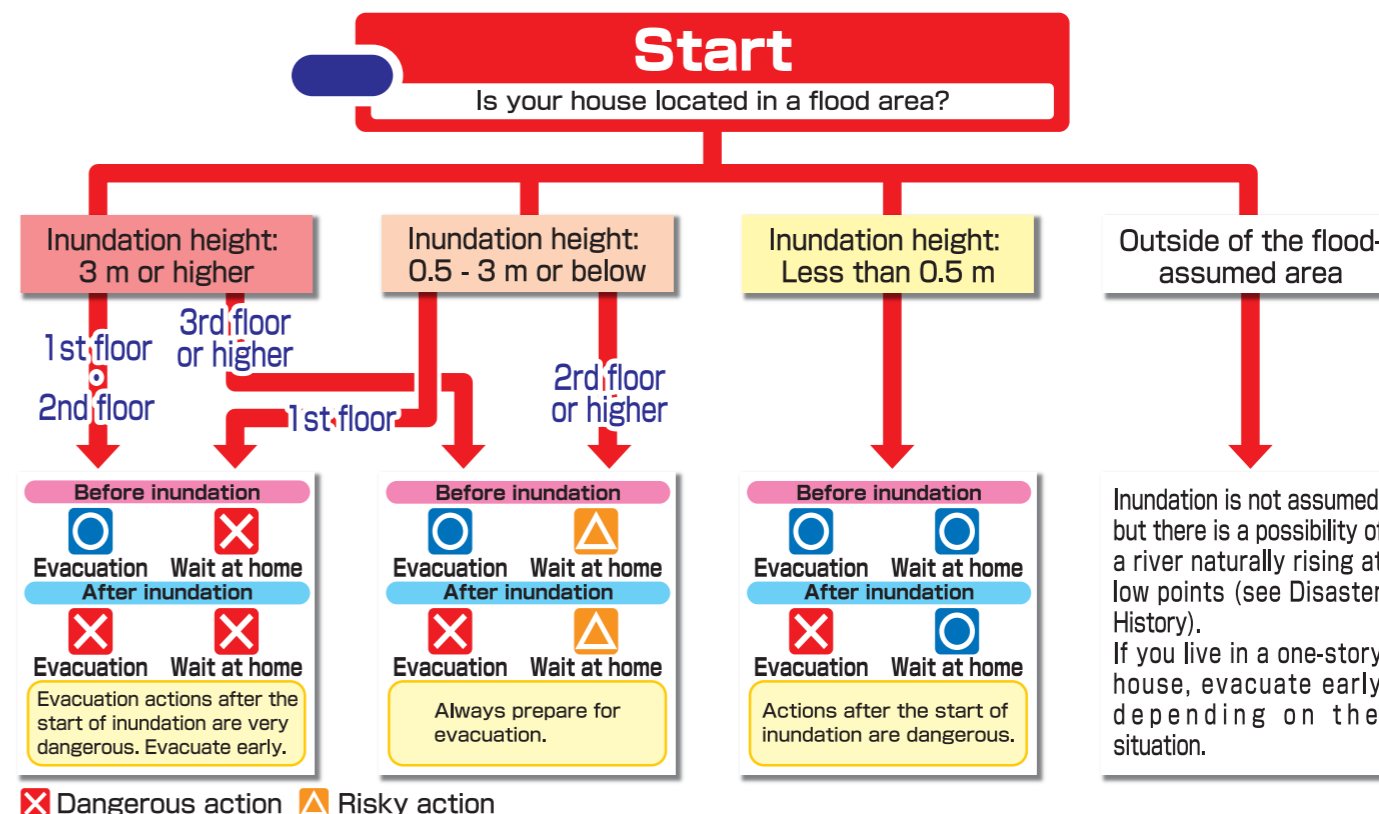 Start
Is your house located in a flood area?
Inundation height:
3 m or higher
Inundation height:
0.5 - 3 m or below
Inundation height:
Less than 0.5 m
Outside of the flood-
assumed area
1st floor
•
2nd floor
3rd floor
or higher
1st floor
2rd floor
or higher
Before inundation
Evacuation Wait at home
After inundation
Evacuation Wait at home
Evacuation actions after the
start of inundation are very
dangerous. Evacuate early.
Before inundation
Evacuation Wait at home
After inundation
Evacuation Wait at home
Always prepare for
evacuation.
Before inundation
Evacuation Wait at home
After inundation
Evacuation Wait at home
Actions after the start of
inundation are dangerous.
Inundation is not assumed
but there is a possibility of
a river naturally rising at
low points (see Disaster
History).
If you live in a one-story
house, evacuate early
depending on the
situation.
Dangerous action Risky action